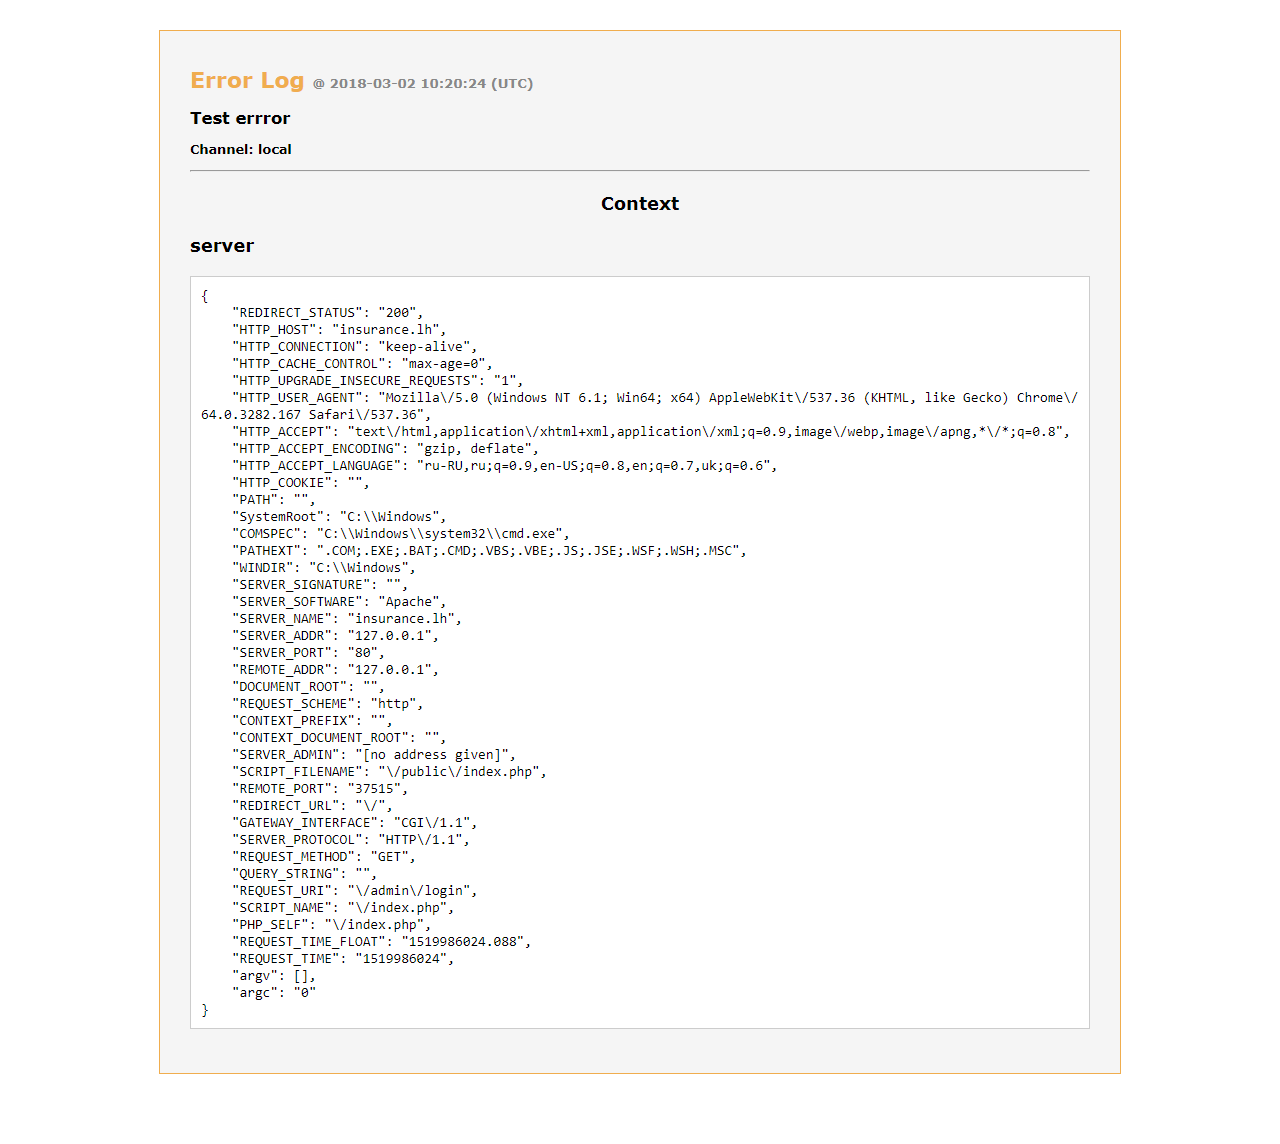 Error Log @ 2018-03-02 10:20:24 (UTC)
Test errror
Channel: local
Context
server
{
    "REDIRECT_STATUS": "200",
    "HTTP_HOST": "insurance.lh",
    "HTTP_CONNECTION": "keep-alive",
    "HTTP_CACHE_CONTROL": "max-age=0",
    "HTTP_UPGRADE_INSECURE_REQUESTS": "1",
    "HTTP_USER_AGENT": "Mozilla\/5.0 (Windows NT 6.1; Win64; x64) AppleWebKit\/537.36 (KHTML, like Gecko) Chrome\/
64.0.3282.167 Safari\/537.36",
    "HTTP_ACCEPT": "text\/html,application\/xhtml+xml,application\/xml;q=0.9,image\/webp,image\/apng,*\/*;q=0.8",
    "HTTP_ACCEPT_ENCODING": "gzip, deflate",
    "HTTP_ACCEPT_LANGUAGE": "ru-RU,ru;q=0.9,en-US;q=0.8,en;q=0.7,uk;q=0.6",
    "HTTP_COOKIE": "",
    "PATH": "",
    "SystemRoot": "C:\\Windows",
    "COMSPEC": "C:\\Windows\\system32\\cmd.exe",
    "PATHEXT": ".COM;.EXE;.BAT;.CMD;.VBS;.VBE;.JS;.JSE;.WSF;.WSH;.MSC",
    "WINDIR": "C:\\Windows",
    "SERVER_SIGNATURE": "",
    "SERVER_SOFTWARE": "Apache",
    "SERVER_NAME": "insurance.lh",
    "SERVER_ADDR": "127.0.0.1",
    "SERVER_PORT": "80",
    "REMOTE_ADDR": "127.0.0.1",
    "DOCUMENT_ROOT": "",
    "REQUEST_SCHEME": "http",
    "CONTEXT_PREFIX": "",
    "CONTEXT_DOCUMENT_ROOT": "",
    "SERVER_ADMIN": "[no address given]",
    "SCRIPT_FILENAME": "\/public\/index.php",
    "REMOTE_PORT": "37515",
    "REDIRECT_URL": "\/",
    "GATEWAY_INTERFACE": "CGI\/1.1",
    "SERVER_PROTOCOL": "HTTP\/1.1",
    "REQUEST_METHOD": "GET",
    "QUERY_STRING": "",
    "REQUEST_URI": "\/admin\/login",
    "SCRIPT_NAME": "\/index.php",
    "PHP_SELF": "\/index.php",
    "REQUEST_TIME_FLOAT": "1519986024.088",
    "REQUEST_TIME": "1519986024",
    "argv": [],
    "argc": "0"
}